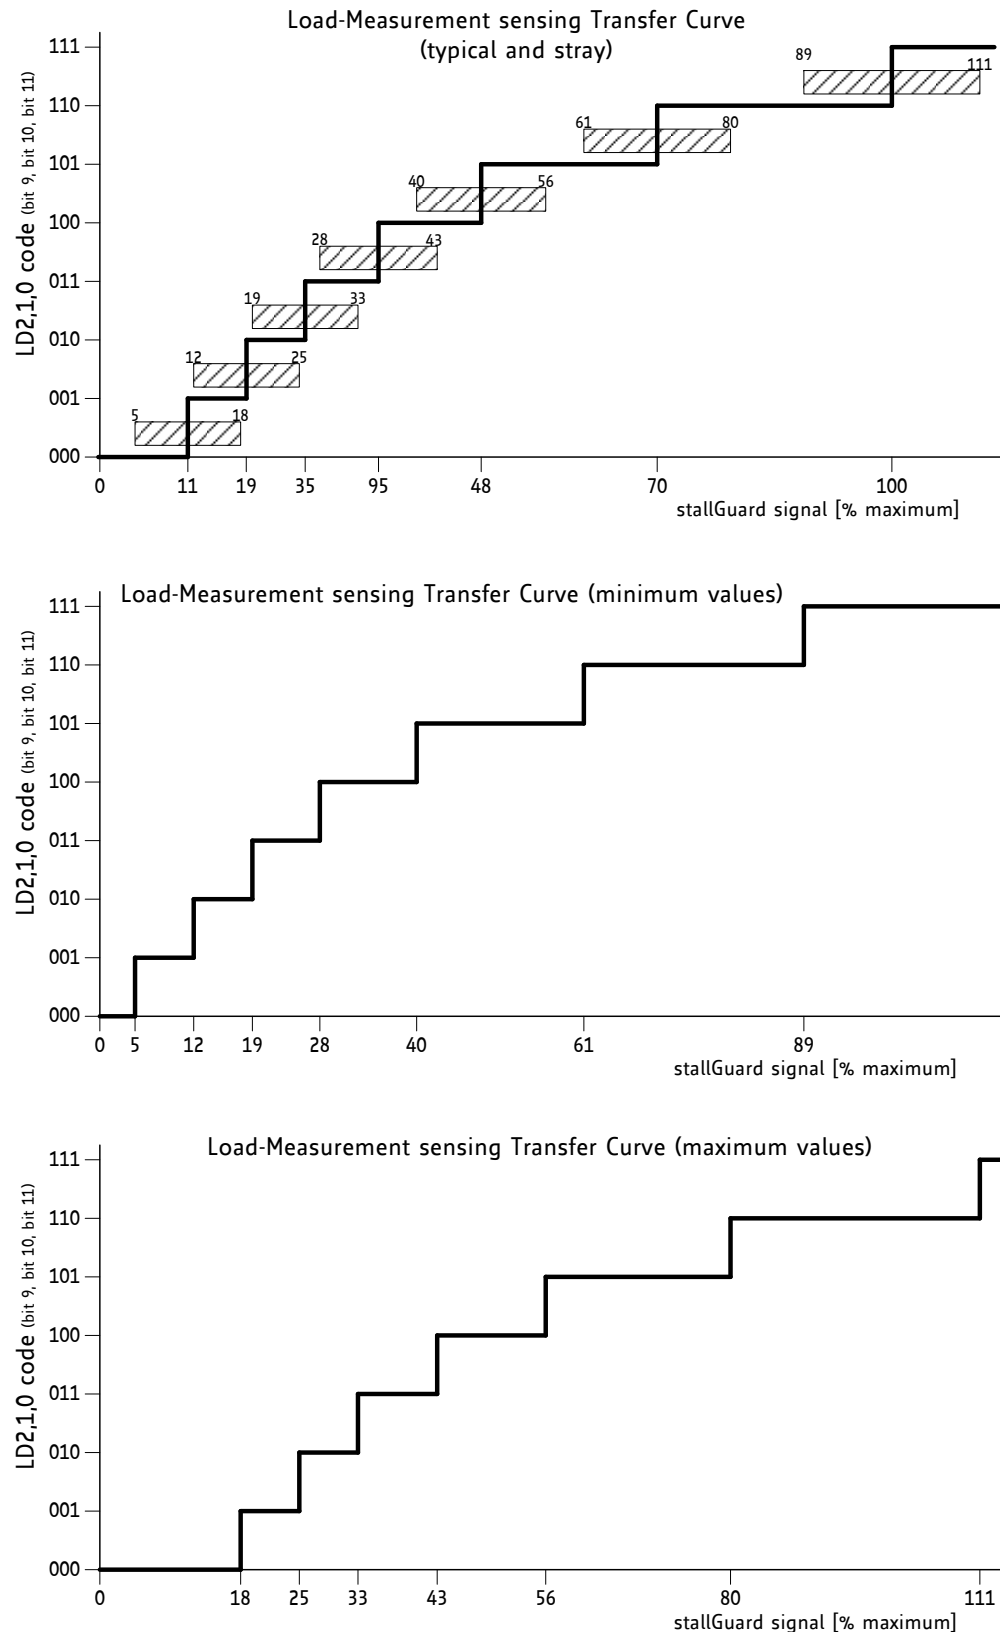 Load-Measurement sensing Transfer Curve
(typical and stray)
LD2,1,0 code (bit 9, bit 10, bit 11)
111
110
101
100
011
010
001
000
89
111
61
80
40
56
28
43
19
33
12
25
5
18
0 11 19 35 95 48 70 100
stallGuard signal [% maximum]
Load-Measurement sensing Transfer Curve (minimum values)
LD2,1,0 code (bit 9, bit 10, bit 11)
111
110
101
100
011
010
001
000
0 5 12 19 28 40 61 89
stallGuard signal [% maximum]
Load-Measurement sensing Transfer Curve (maximum values)
LD2,1,0 code (bit 9, bit 10, bit 11)
111
110
101
100
011
010
001
000
0 18 25 33 43 56 80 111
stallGuard signal [% maximum]